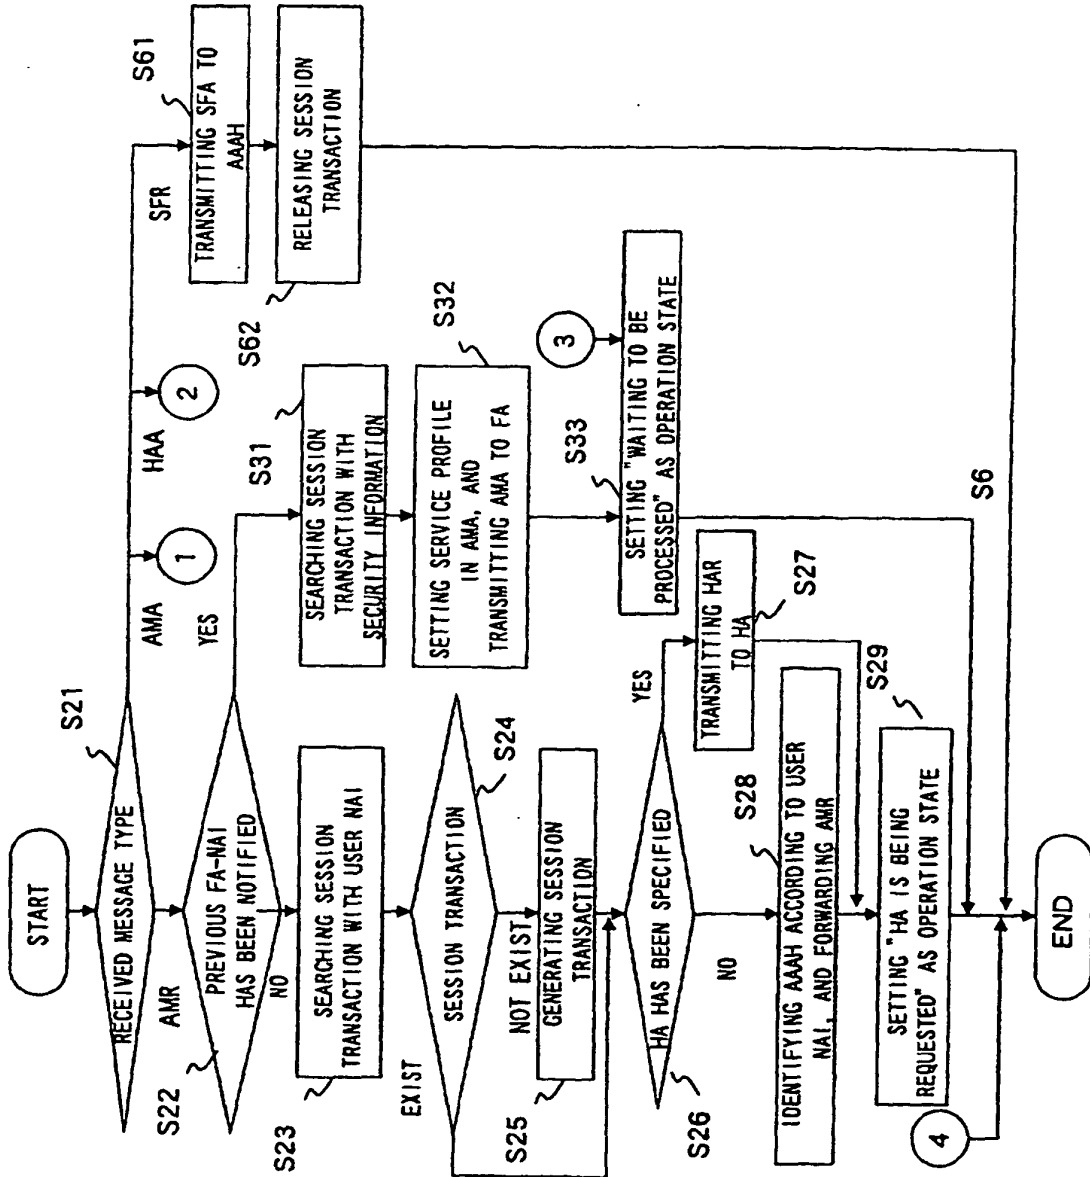 START
S21
RECEIVED MESSAGE TYPE
AMR
AMA
1
HAA
2
SFR
S61
TRANSMITTING SFA TO
AAAH
S62
RELEASING SESSION
TRANSACTION
S22
PREVIOUS FA-NAI
HAS BEEN NOTIFIED
YES
NO
S31
SEARCHING SESSION
TRANSACTION WITH
SECURITY INFORMATION
S32
SETTING SERVICE PROFILE
IN AMA, AND
TRANSMITTING AMA TO FA
3
S33
SETTING "WAITING TO BE
PROCESSED" AS OPERATION STATE
S23
SEARCHING SESSION
TRANSACTION WITH USER NAI
S24
SESSION TRANSACTION
EXIST
NOT EXIST
S25
GENERATING SESSION
TRANSACTION
S26
HA HAS BEEN SPECIFIED
YES
NO
S27
TRANSMITTING HAR
TO HA
S28
IDENTIFYING AAAH ACCORDING TO USER
NAI, AND FORWARDING AMR
S29
SETTING "HA IS BEING
REQUESTED" AS OPERATION STATE
S6
4
END